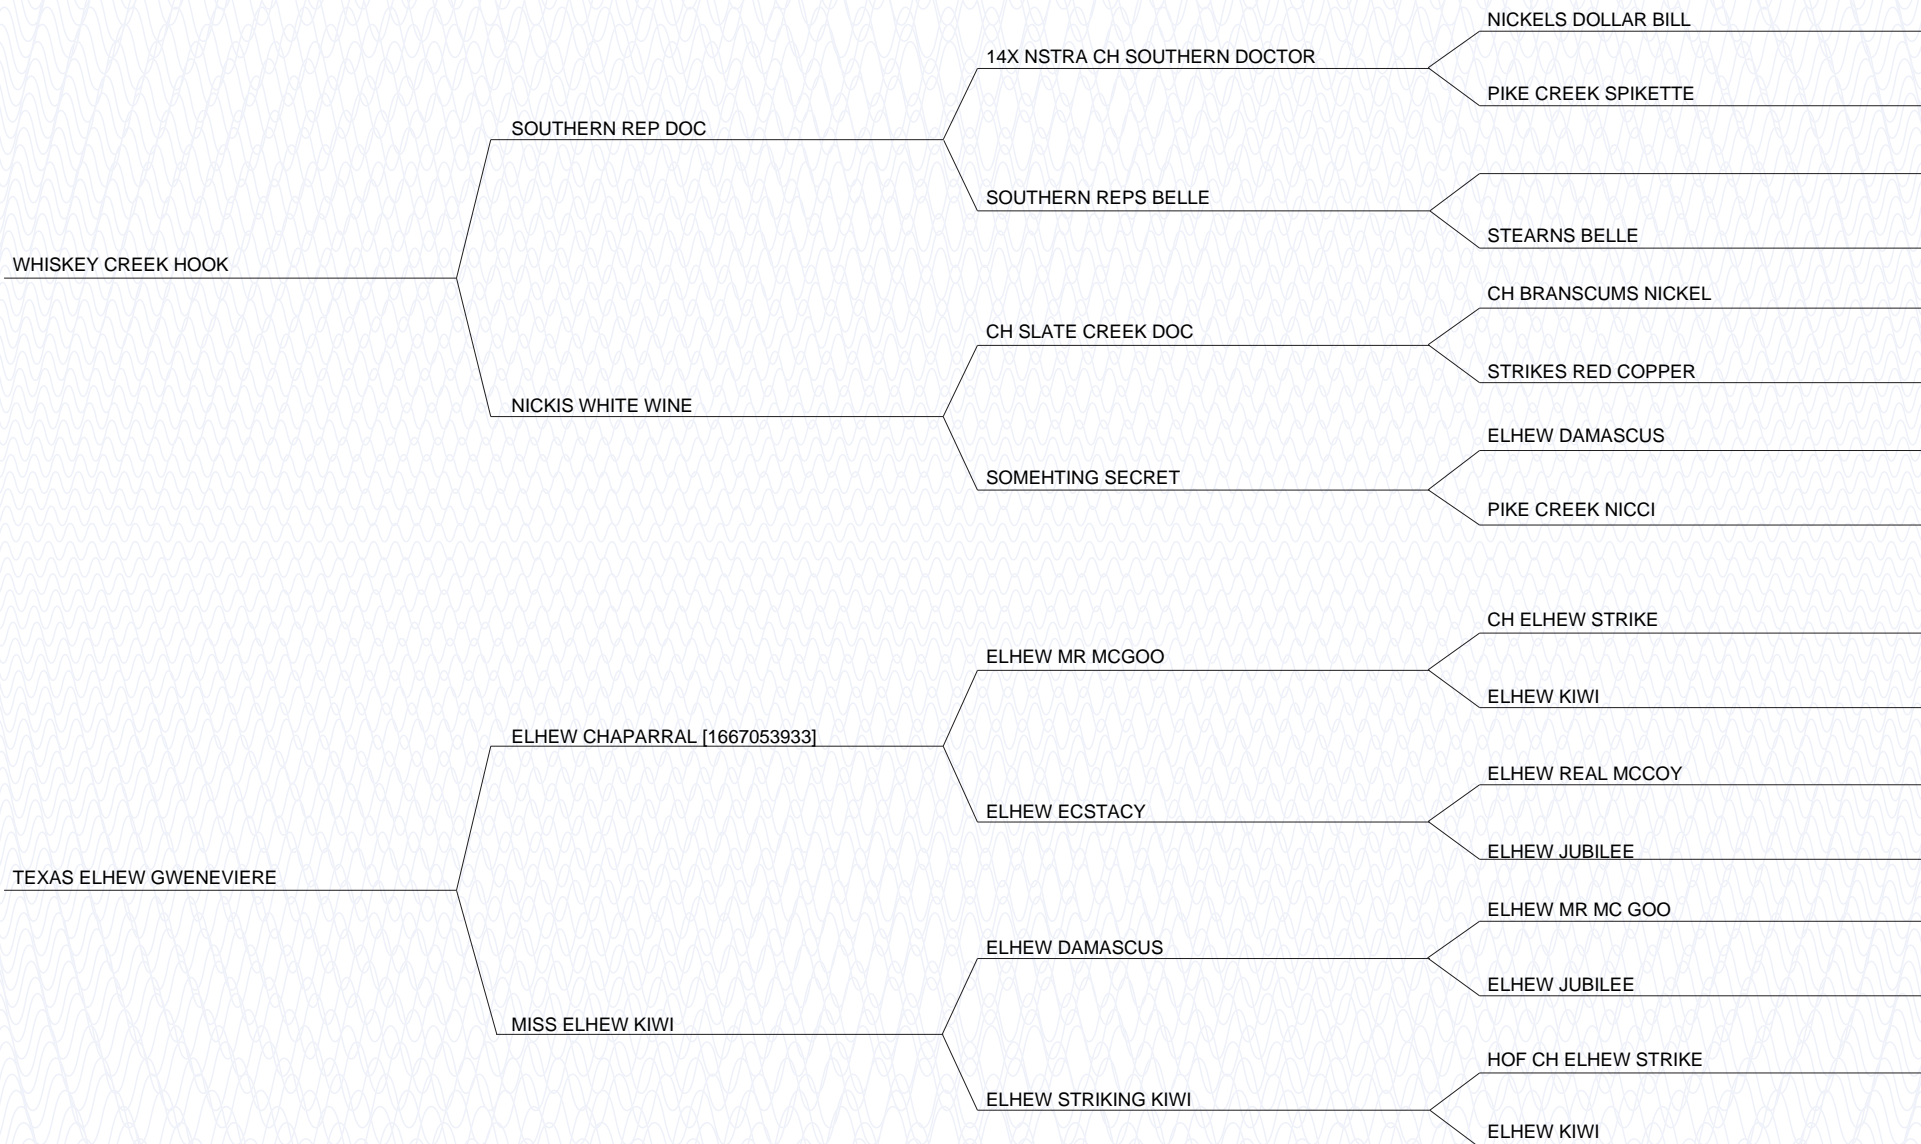 NICKELS DOLLAR BILL
14X NSTRA CH SOUTHERN DOCTOR
PIKE CREEK SPIKETTE
SOUTHERN REP DOC
SOUTHERN REPS BELLE
STEARNS BELLE
WHISKEY CREEK HOOK
CH BRANSCUMS NICKEL
CH SLATE CREEK DOC
STRIKES RED COPPER
NICKIS WHITE WINE
ELHEW DAMASCUS
SOMEHTING SECRET
PIKE CREEK NICCI
CH ELHEW STRIKE
ELHEW MR MCGOO
ELHEW KIWI
ELHEW CHAPARRAL [1667053933]
ELHEW REAL MCCOY
ELHEW ECSTACY
ELHEW JUBILEE
TEXAS ELHEW GWENEVIERE
ELHEW MR MC GOO
ELHEW DAMASCUS
ELHEW JUBILEE
MISS ELHEW KIWI
HOF CH ELHEW STRIKE
ELHEW STRIKING KIWI
ELHEW KIWI